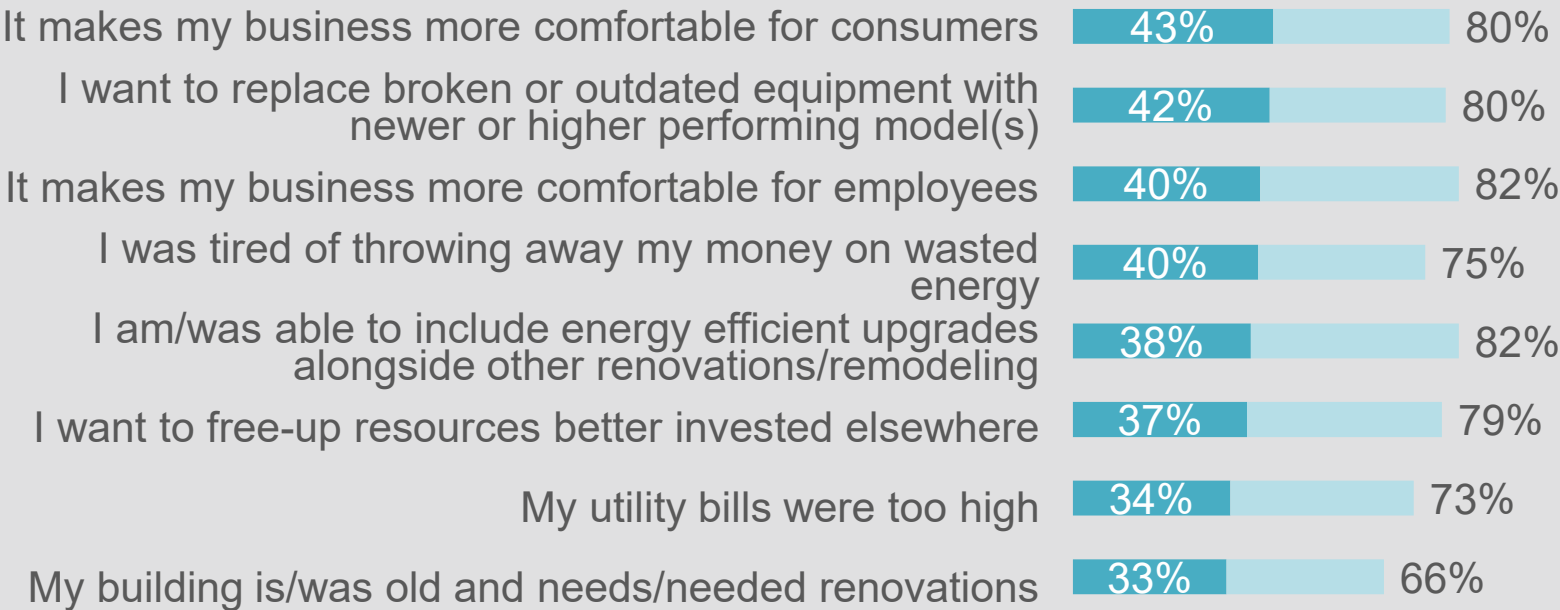 It makes my business more comfortable for consumers 43% 80%
I want to replace broken or outdated equipment with
newer or higher performing model(s) 42% 80%
It makes my business more comfortable for employees 40% 82%
I was tired of throwing away my money on wasted
energy 40% 75%
I am/was able to include energy efficient upgrades
alongside other renovations/remodeling 38% 82%
I want to free-up resources better invested elsewhere 37% 79%
My utility bills were too high 34% 73%
My building is/was old and needs/needed renovations 33% 66%